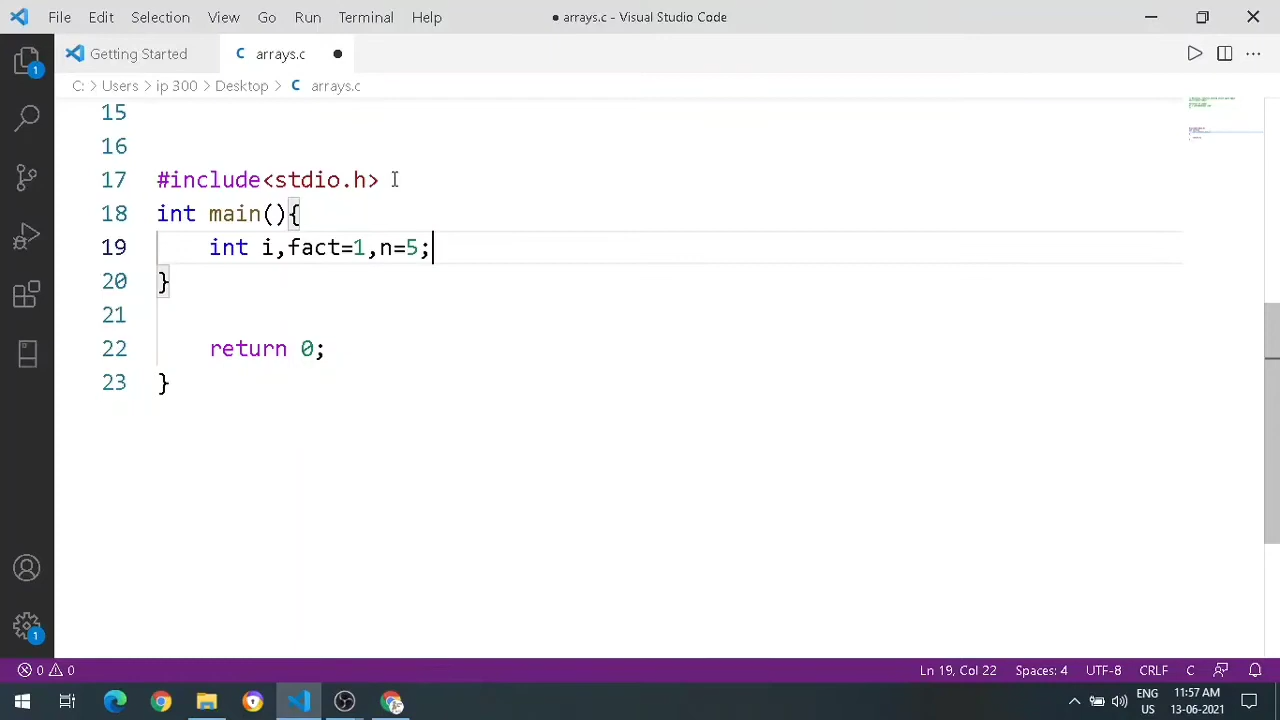 File Edit Selection View Go Run Terminal Help ● arrays.c - Visual Studio Code
Getting Started C arrays.c ●
C: > Users > ip 300 > Desktop > C arrays.c
15
16
17 #include<stdio.h>
18 int main(){
19 int i,fact=1,n=5;
20 }
21
22 return 0;
23 }
1
1
0 0 Ln 19, Col 22 Spaces: 4 UTF-8 CRLF C
ENG 11:57 AM
US 13-06-2021